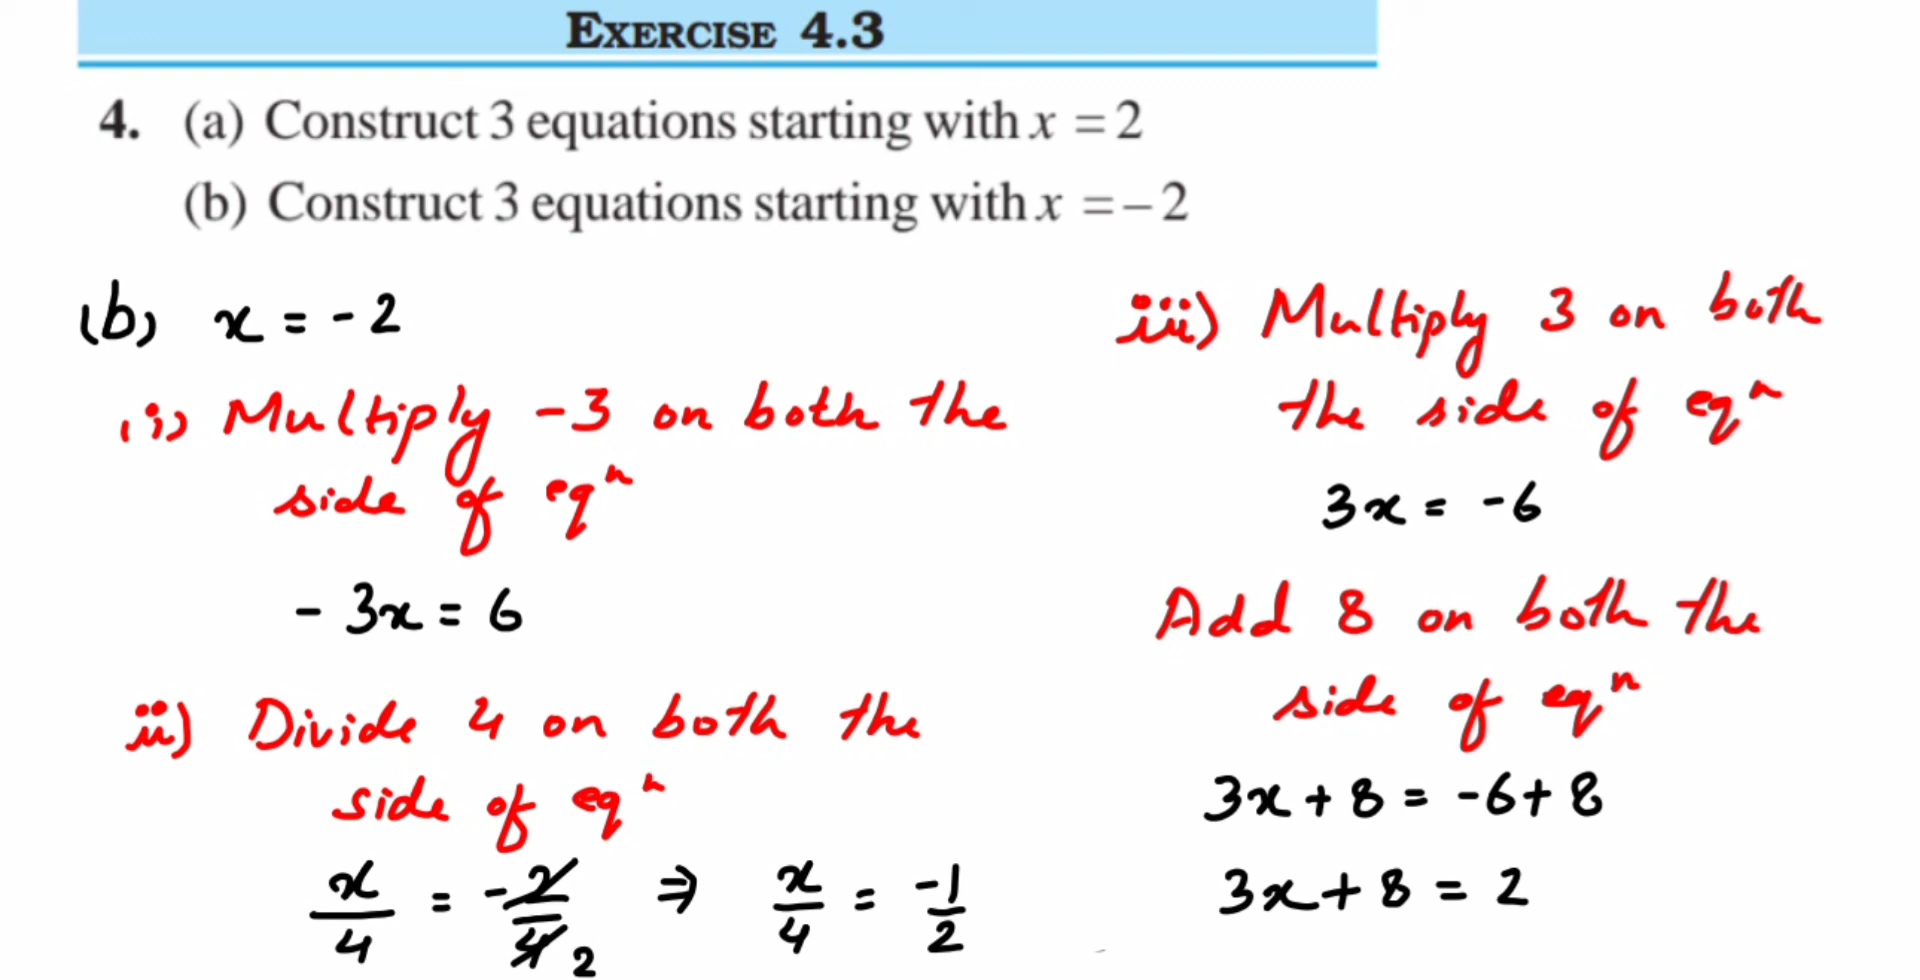 EXERCISE 4.3
4. (a) Construct 3 equations starting with x = 2
(b) Construct 3 equations starting with x = – 2
(b) x = -2
(i) Multiply -3 on both the
side of eqⁿ
- 3x = 6
ii) Divide 4 on both the
side of eqⁿ
x/4 = -2/4 2 ⇒ x/4 = -1/2
iii) Multiply 3 on both
the side of eqⁿ
3x = -6
Add 8 on both the
side of eqⁿ
3x + 8 = -6 + 8
3x + 8 = 2